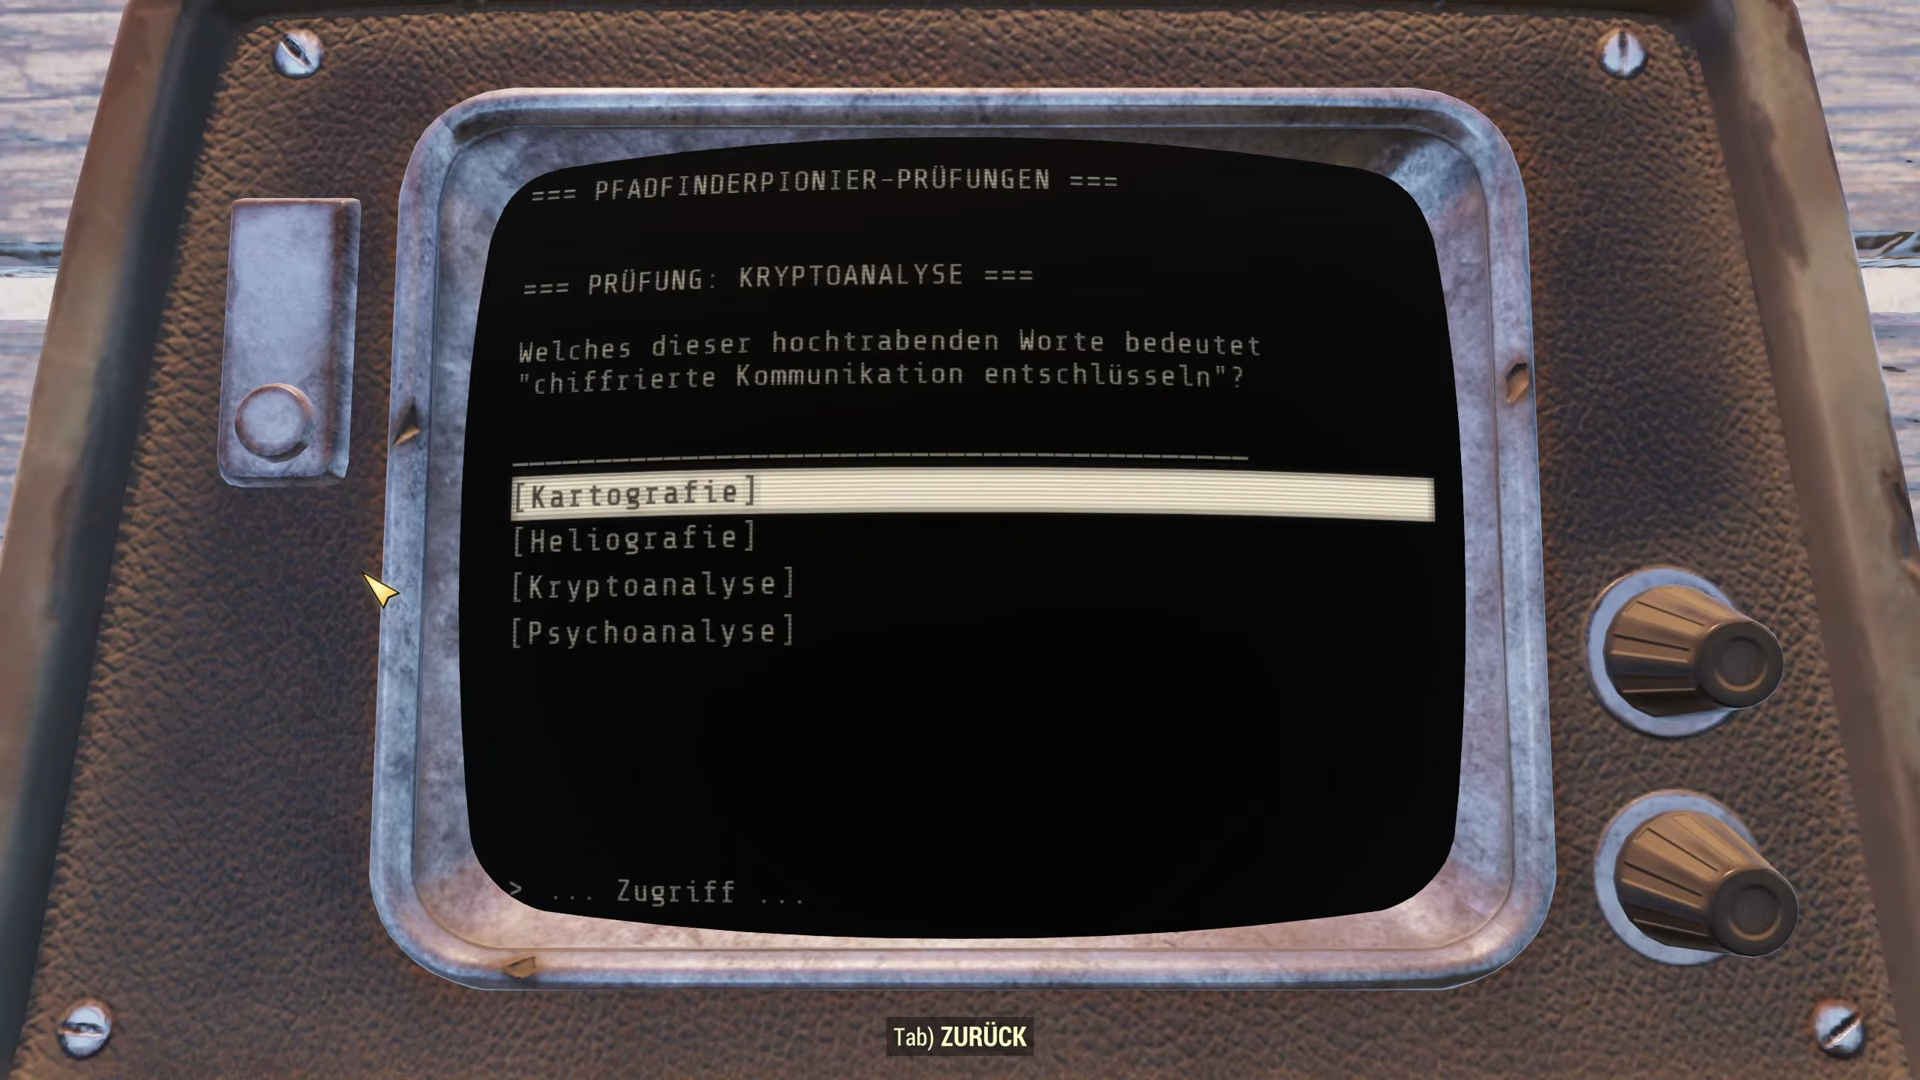 === PFADFINDERPIONIER-PRÜFUNGEN ===
=== PRÜFUNG: KRYPTOANALYSE ===
Welches dieser hochtrabenden Worte bedeutet
"chiffrierte Kommunikation entschlüsseln"?
[Kartografie]
[Heliografie]
[Kryptoanalyse]
[Psychoanalyse]
> ... Zugriff ...
Tab) ZURÜCK